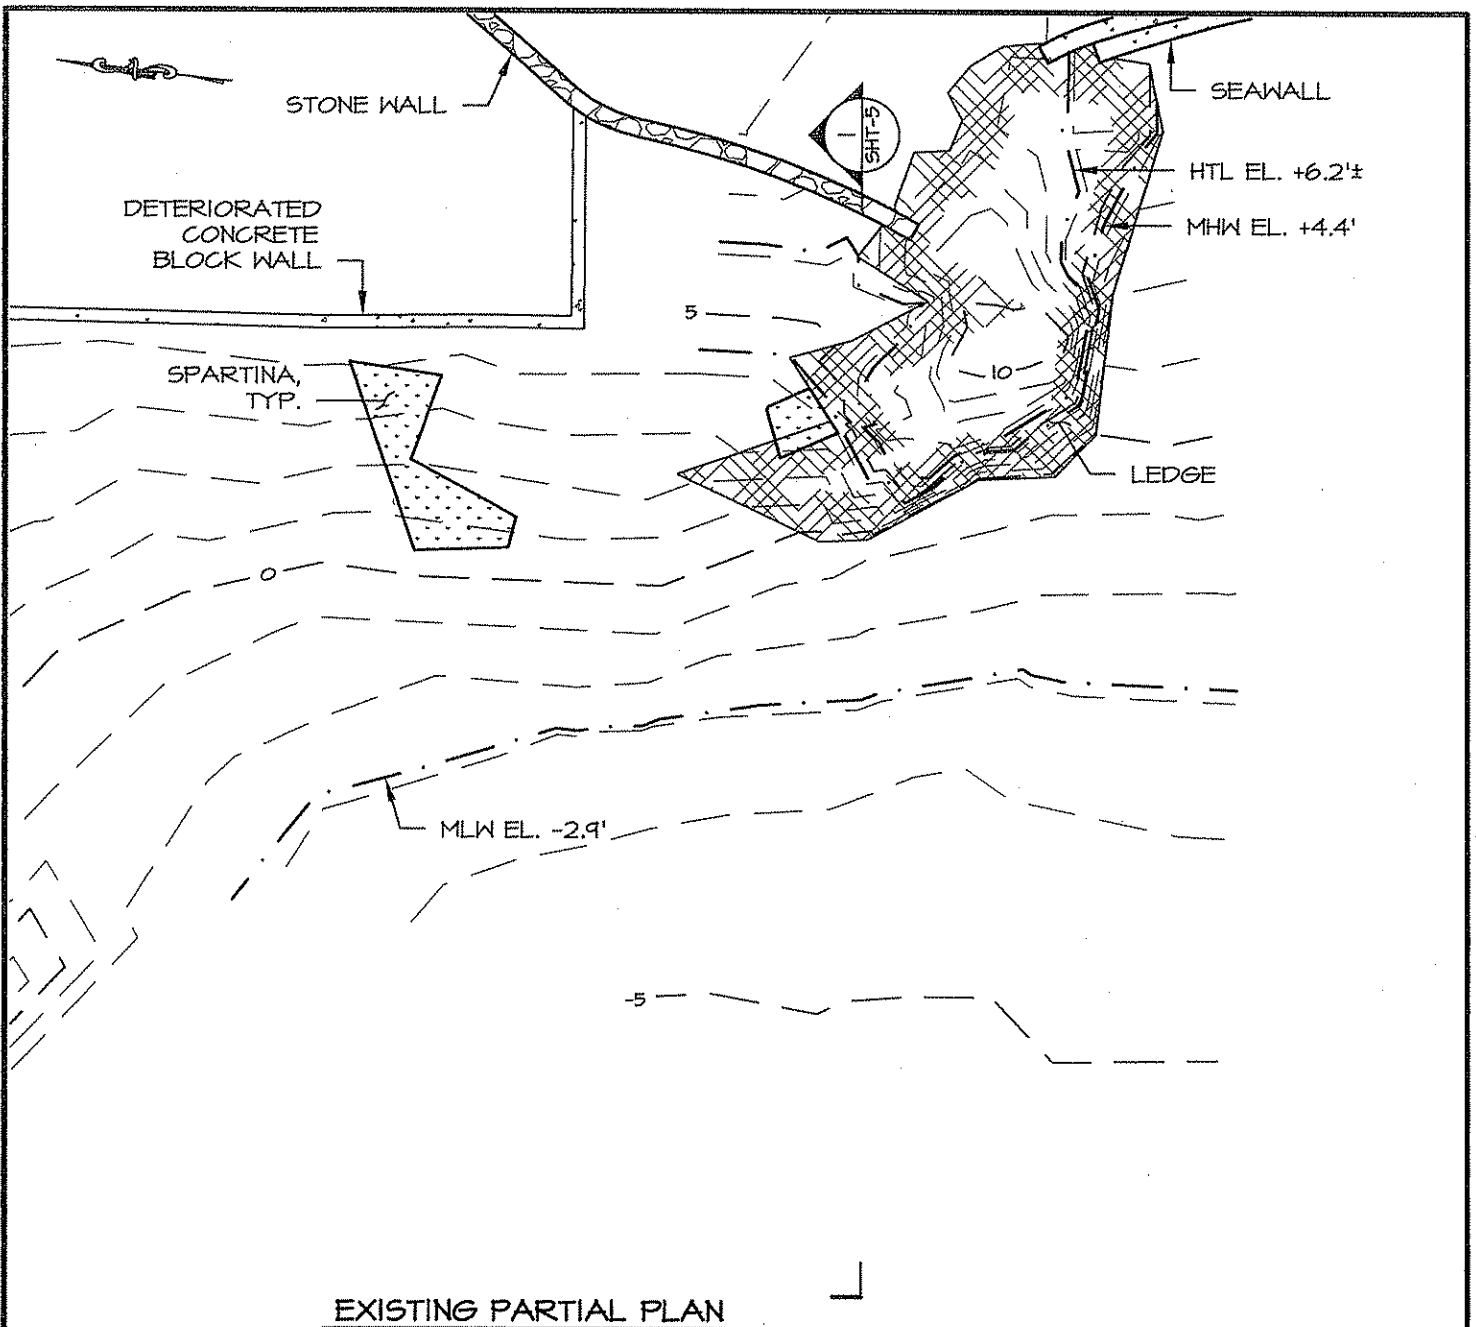 STONE WALL
SEAWALL
1
SHT-5
HTL EL. +6.2'±
MHW EL. +4.4'
DETERIORATED
CONCRETE
BLOCK WALL
5
SPARTINA,
TYP.
10
LEDGE
0
MLW EL. -2.9'
-5
EXISTING PARTIAL PLAN